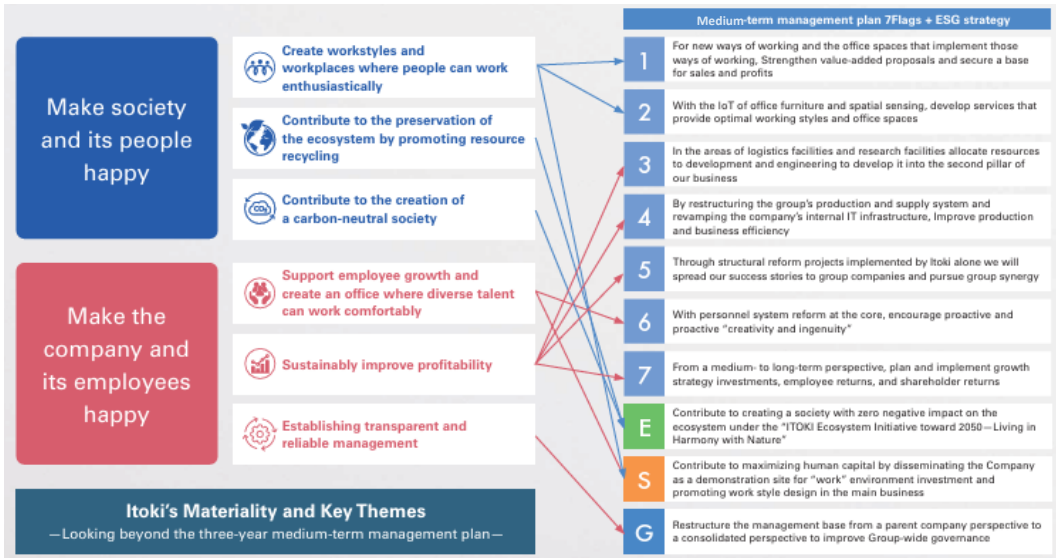 Medium-term management plan 7Flags + ESG strategy
Make society
and its people
happy
Create workstyles and
workplaces where people can work
enthusiastically
Contribute to the preservation of
the ecosystem by promoting resource
recycling
CO₂
Contribute to the creation of
a carbon-neutral society
Make the
company and
its employees
happy
Support employee growth and
create an office where diverse talent
can work comfortably
Sustainably improve profitability
Establishing transparent and
reliable management
Itoki's Materiality and Key Themes
—Looking beyond the three-year medium-term management plan—
1
For new ways of working and the office spaces that implement those
ways of working, Strengthen value-added proposals and secure a base
for sales and profits
2
With the IoT of office furniture and spatial sensing, develop services that
provide optimal working styles and office spaces
3
In the areas of logistics facilities and research facilities allocate resources
to development and engineering to develop it into the second pillar of
our business
4
By restructuring the group's production and supply system and
revamping the company's internal IT infrastructure, Improve production
and business efficiency
5
Through structural reform projects implemented by Itoki alone we will
spread our success stories to group companies and pursue group synergy
6
With personnel system reform at the core, encourage proactive and
proactive "creativity and ingenuity"
7
From a medium- to long-term perspective, plan and implement growth
strategy investments, employee returns, and shareholder returns
E
Contribute to creating a society with zero negative impact on the
ecosystem under the "ITOKI Ecosystem Initiative toward 2050—Living in
Harmony with Nature"
S
Contribute to maximizing human capital by disseminating the Company
as a demonstration site for "work" environment investment and
promoting work style design in the main business
G
Restructure the management base from a parent company perspective to
a consolidated perspective to improve Group-wide governance